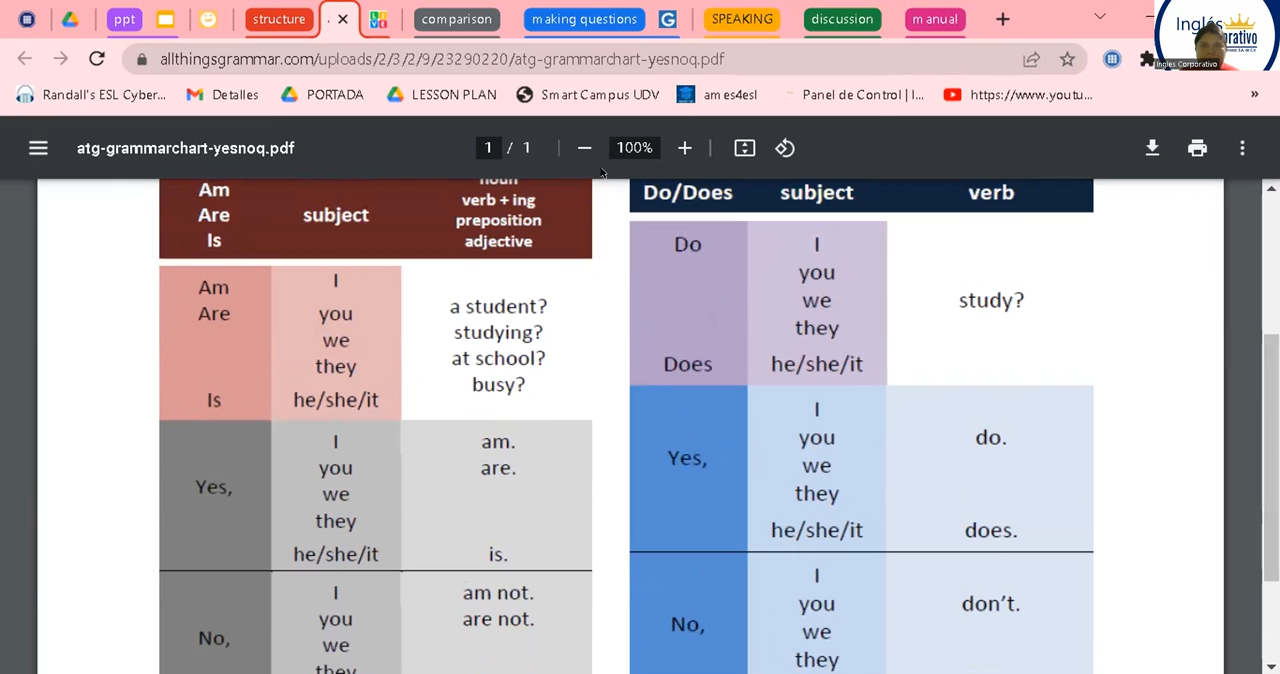 ppt
structure
comparison
making questions
SPEAKING
discussion
manual
Inglés
rporativo
Ingles Corporativo
allthingsgrammar.com/uploads/2/3/2/9/23290220/atg-grammarchart-yesnoq.pdf
Randall's ESL Cyber...
Detalles
PORTADA
LESSON PLAN
Smart Campus UDV
am es4esl
Panel de Control | I...
https://www.youtu...
»
atg-grammarchart-yesnoq.pdf
1 / 1
100%
Am
Are
Is
subject
noun
verb + ing
preposition
adjective
Am
Are
Is
I
you
we
they
he/she/it
a student?
studying?
at school?
busy?
Yes,
I
you
we
they
he/she/it
am.
are.
is.
No,
I
you
we
they
am not.
are not.
Do/Does
subject
verb
Do
Does
I
you
we
they
he/she/it
study?
Yes,
I
you
we
they
he/she/it
do.
does.
No,
I
you
we
they
don't.